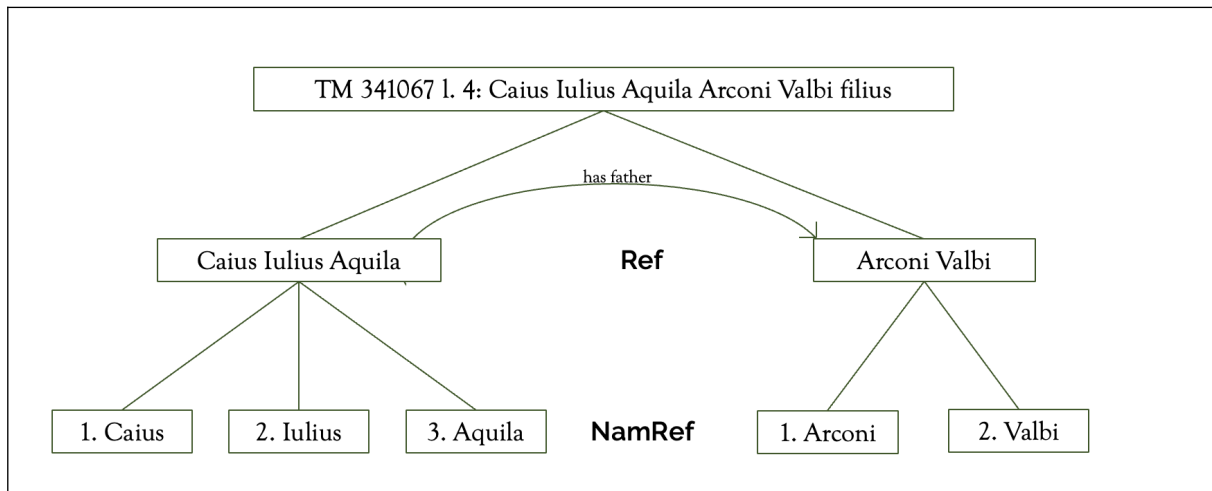 TM 341067 l. 4: Caius Iulius Aquila Arconi Valbi filius
has father
Caius Iulius Aquila Ref Arconi Valbi
1. Caius 2. Iulius 3. Aquila NamRef 1. Arconi 2. Valbi